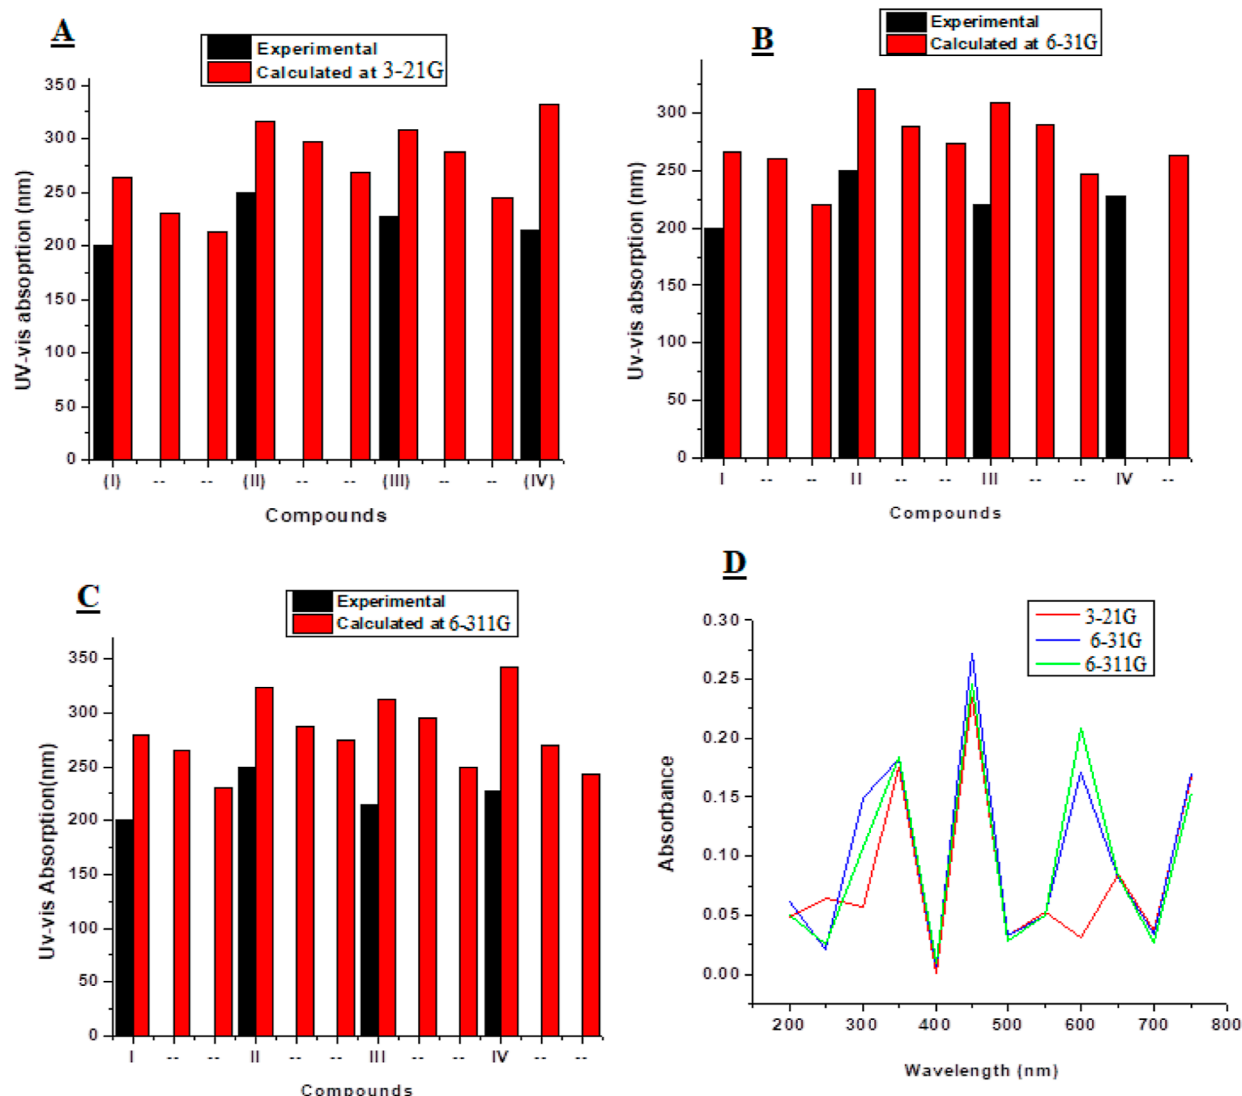 A
Experimental
Calculated at 3-21G
350
300
250
200
150
100
50
0
UV-vis absoprtion (nm)
(I) -- -- (II) -- -- (III) -- -- (IV)
Compounds
B
Experimental
Calculated at 6-31G
300
250
200
150
100
50
0
Uv-vis absorption (nm)
I -- -- II -- -- III -- -- IV --
Compounds
C
Experimental
Calculated at 6-311G
350
300
250
200
150
100
50
0
Uv-vis Absorption(nm)
I -- -- II -- -- III -- -- IV -- --
Compounds
D
3-21G
6-31G
6-311G
0.30
0.25
0.20
0.15
0.10
0.05
0.00
Absorbance
200 300 400 500 600 700 800
Wavelength (nm)